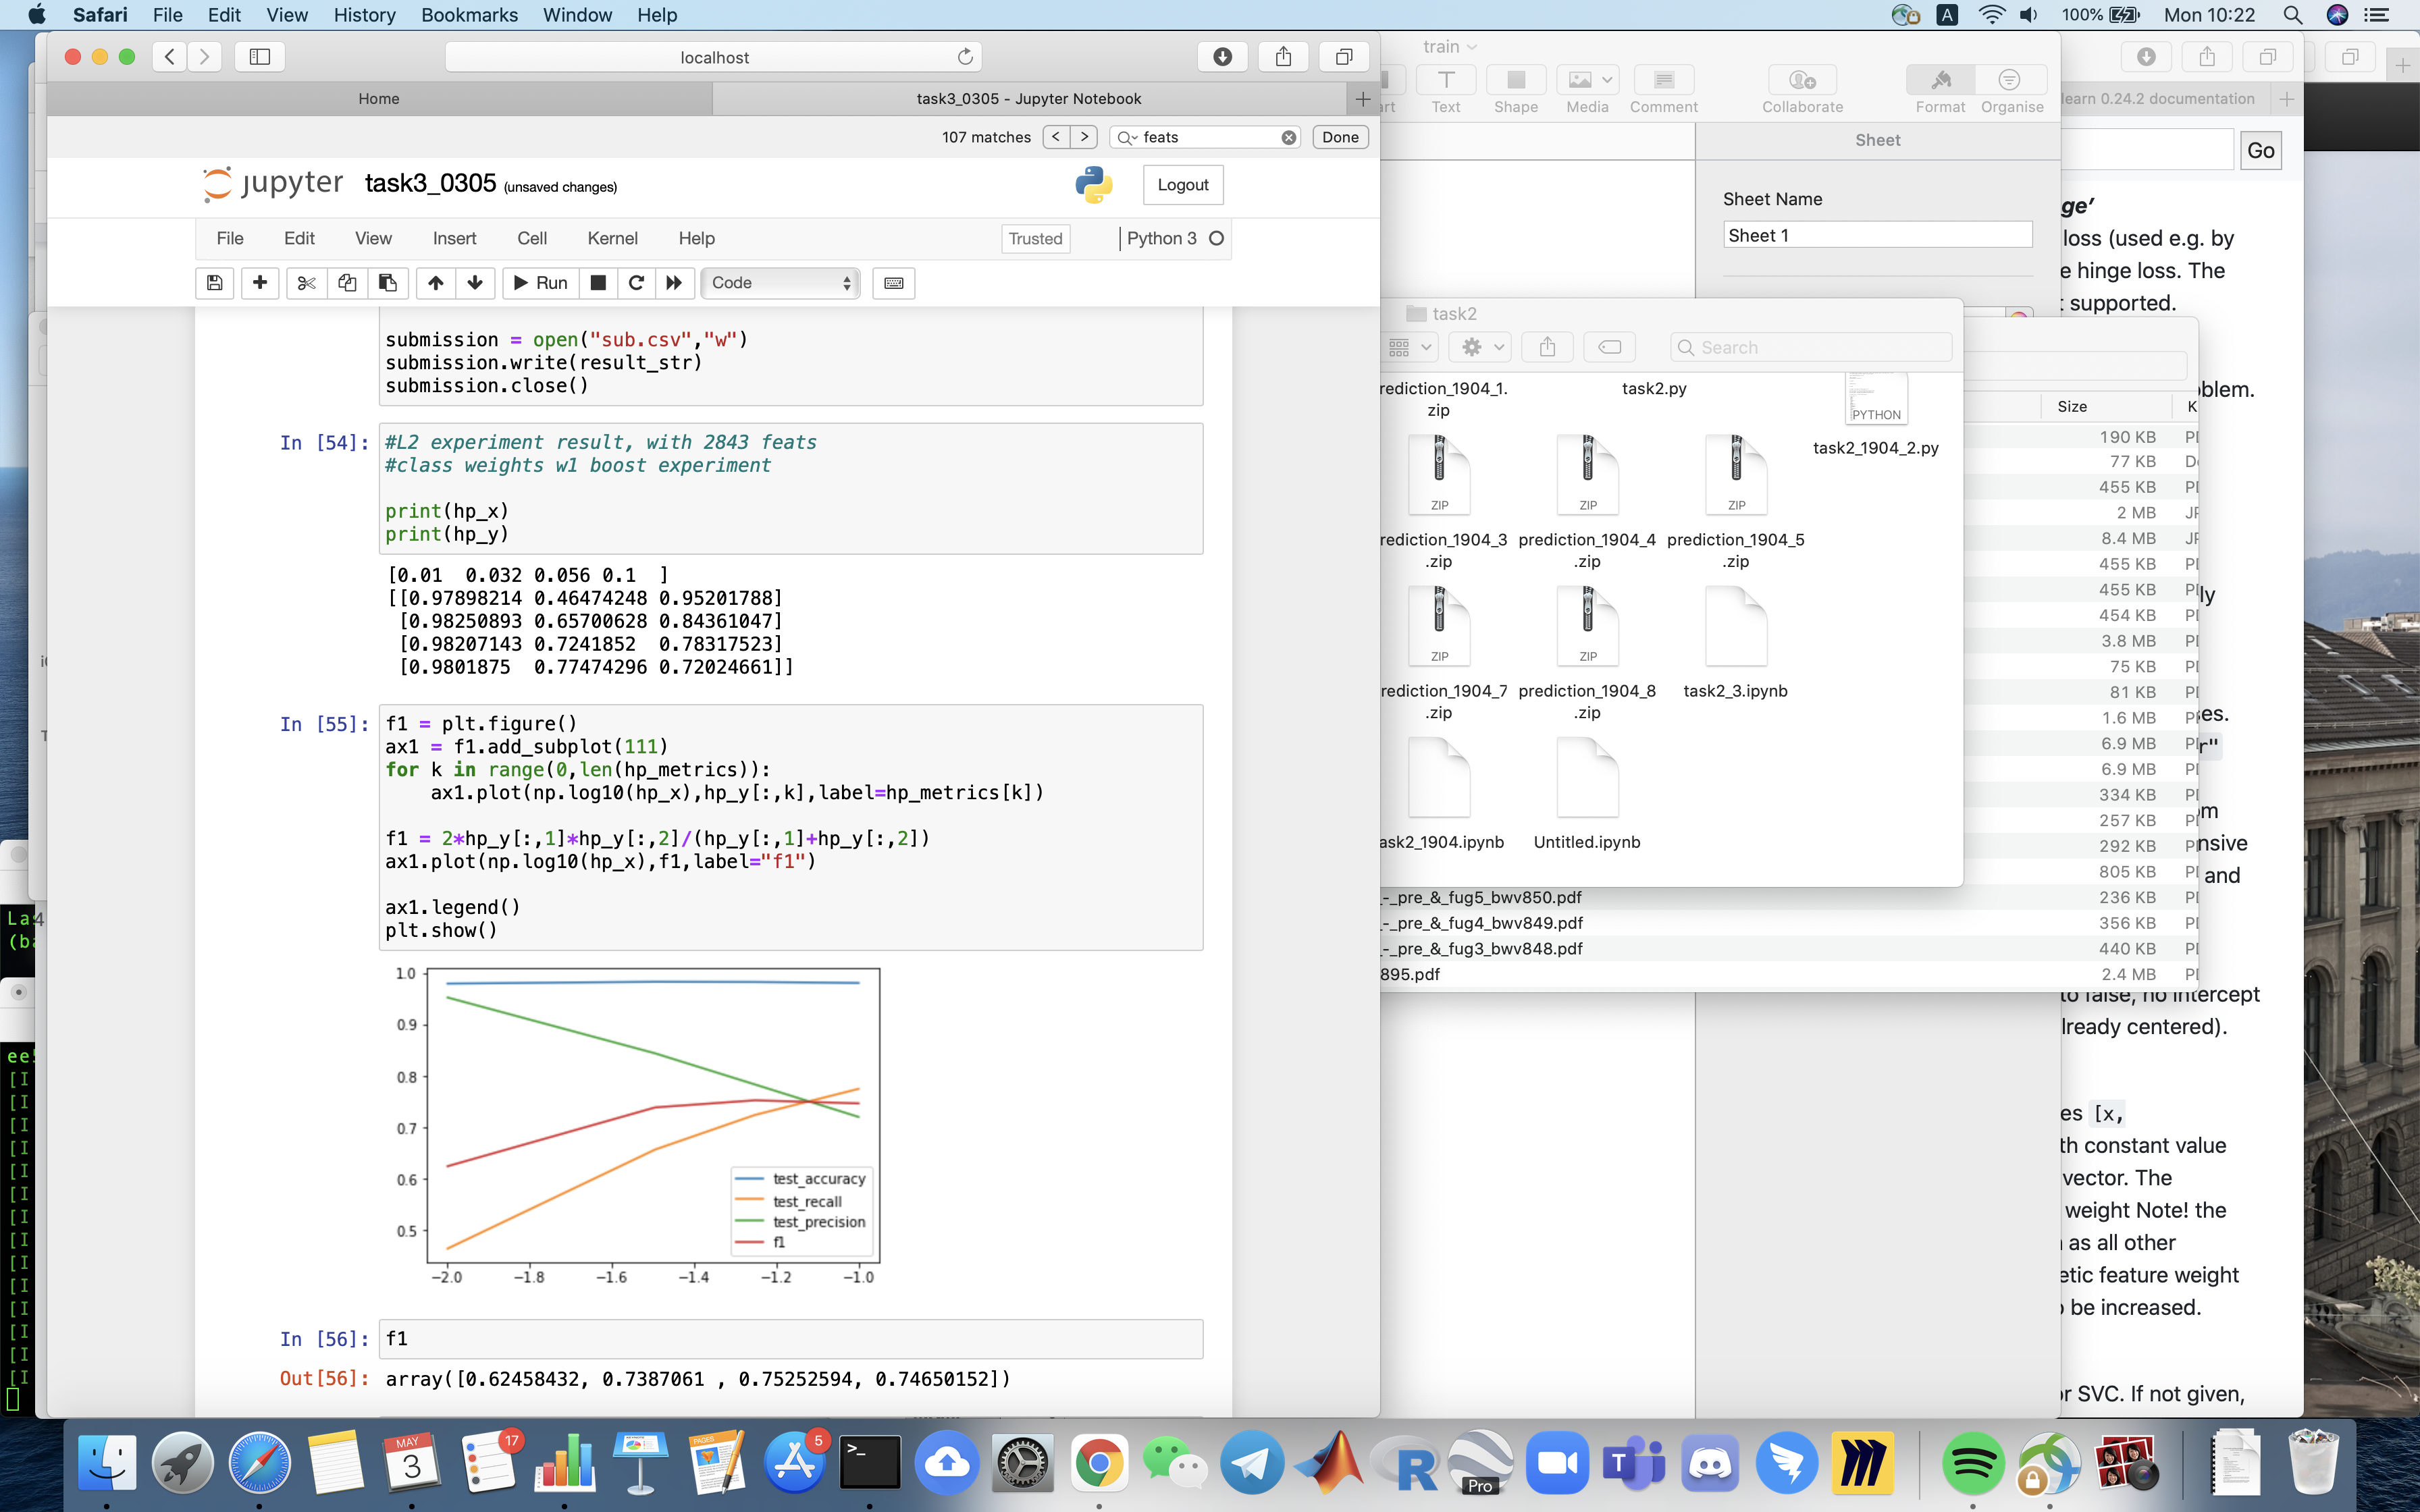 Safari File Edit View History Bookmarks Window Help
A 100% Mon 10:22
localhost
Home
task3_0305 - Jupyter Notebook
107 matches feats Done
jupyter task3_0305 (unsaved changes)
Logout
File Edit View Insert Cell Kernel Help
Trusted Python 3
Run Code
submission = open("sub.csv","w")
submission.write(result_str)
submission.close()
In [54]: #L2 experiment result, with 2843 feats
#class weights w1 boost experiment
print(hp_x)
print(hp_y)
[0.01  0.032 0.056 0.1  ]
[[0.97898214 0.46474248 0.95201788]
[0.98250893 0.65700628 0.84361047]
[0.98207143 0.7241852  0.78317523]
[0.9801875  0.77474296 0.72024661]]
In [55]: f1 = plt.figure()
ax1 = f1.add_subplot(111)
for k in range(0,len(hp_metrics)):
ax1.plot(np.log10(hp_x),hp_y[:,k],label=hp_metrics[k])
f1 = 2*hp_y[:,1]*hp_y[:,2]/(hp_y[:,1]+hp_y[:,2])
ax1.plot(np.log10(hp_x),f1,label="f1")
ax1.legend()
plt.show()
1.0
0.9
0.8
0.7
0.6
0.5
test_accuracy
test_recall
test_precision
f1
−2.0 −1.8 −1.6 −1.4 −1.2 −1.0
In [56]: f1
Out[56]: array([0.62458432, 0.7387061 , 0.75252594, 0.74650152])
train
Text Shape Media Comment Collaborate Format Organise
Sheet
Sheet Name
Sheet 1
learn 0.24.2 documentation
Go
ge’
loss (used e.g. by
e hinge loss. The
t supported.
blem.
ly
es.
r"
m
nsive
and
to false, no intercept
lready centered).
es [x,
th constant value
vector. The
weight Note! the
as all other
etic feature weight
be increased.
or SVC. If not given,
task2
Search
rediction_1904_1.
zip
task2.py
PYTHON
task2_1904_2.py
ZIP ZIP ZIP
rediction_1904_3
.zip
prediction_1904_4
.zip
prediction_1904_5
.zip
ZIP ZIP
rediction_1904_7
.zip
prediction_1904_8
.zip
task2_3.ipynb
ask2_1904.ipynb
Untitled.ipynb
Size
190 KB
77 KB
455 KB
2 MB
8.4 MB
455 KB
455 KB
454 KB
3.8 MB
75 KB
81 KB
1.6 MB
6.9 MB
6.9 MB
334 KB
257 KB
292 KB
805 KB
_-_pre_&_fug5_bwv850.pdf 236 KB
_-_pre_&_fug4_bwv849.pdf 356 KB
_-_pre_&_fug3_bwv848.pdf 440 KB
895.pdf 2.4 MB
MAY
3
17
PAGES
5
Pro